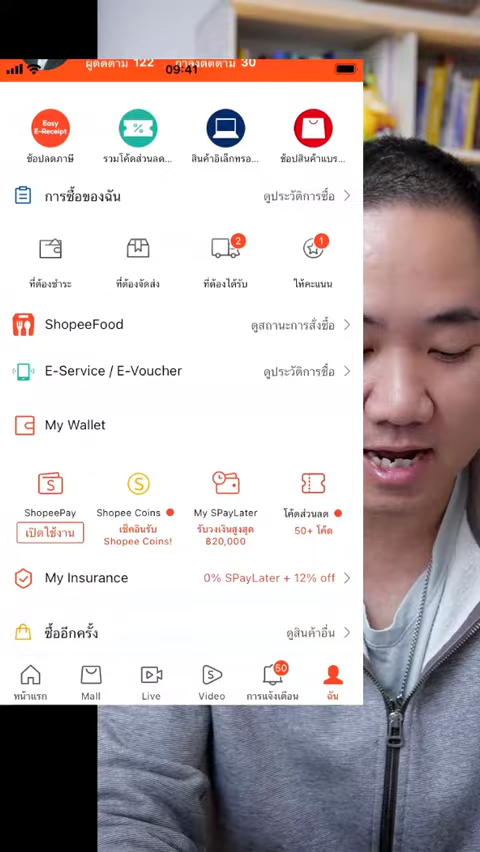 ผู้ติดตาม 122 กำลังติดตาม 30
09:41
Easy
E-Receipt
%
ช้อปลดภาษี
รวมโค้ดส่วนลด...
สินค้าอิเล็กทรอ...
ช้อปสินค้าแบร...
การซื้อของฉัน
ดูประวัติการซื้อ
2
1
ที่ต้องชำระ
ที่ต้องจัดส่ง
ที่ต้องได้รับ
ให้คะแนน
ShopeeFood
ดูสถานะการสั่งซื้อ
E-Service / E-Voucher
ดูประวัติการซื้อ
My Wallet
ShopeePay
Shopee Coins
My SPayLater
โค้ดส่วนลด
เปิดใช้งาน
เช็คอินรับ
Shopee Coins!
รับวงเงินสูงสุด
฿20,000
50+ โค้ด
My Insurance
0% SPayLater + 12% off
ซื้ออีกครั้ง
ดูสินค้าอื่น
50
หน้าแรก
Mall
Live
Video
การแจ้งเตือน
ฉัน